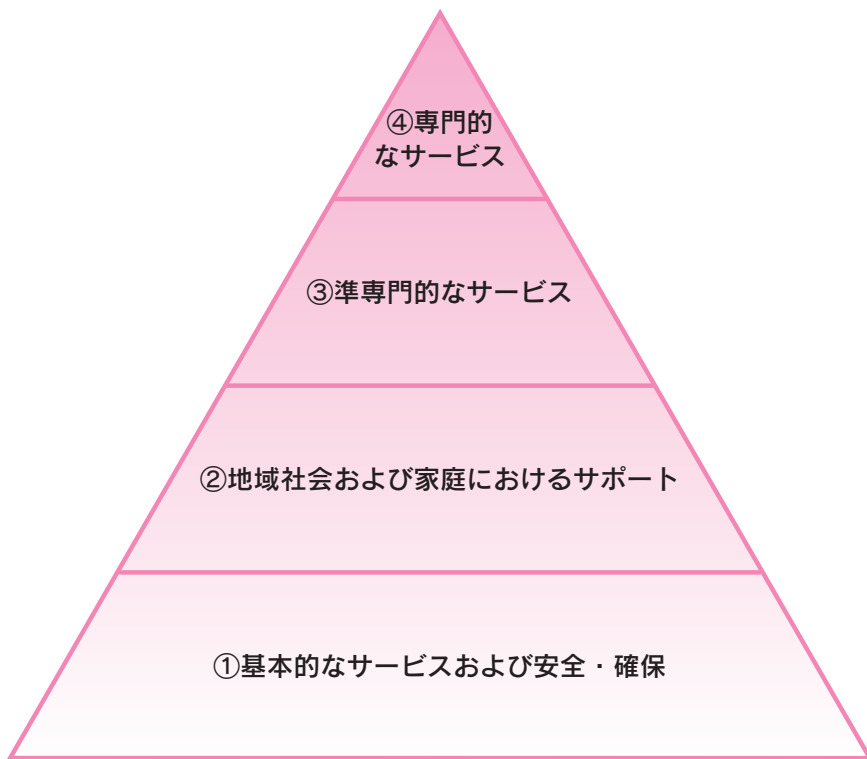 ④専門的
なサービス
③準専門的なサービス
②地域社会および家庭におけるサポート
①基本的なサービスおよび安全・確保